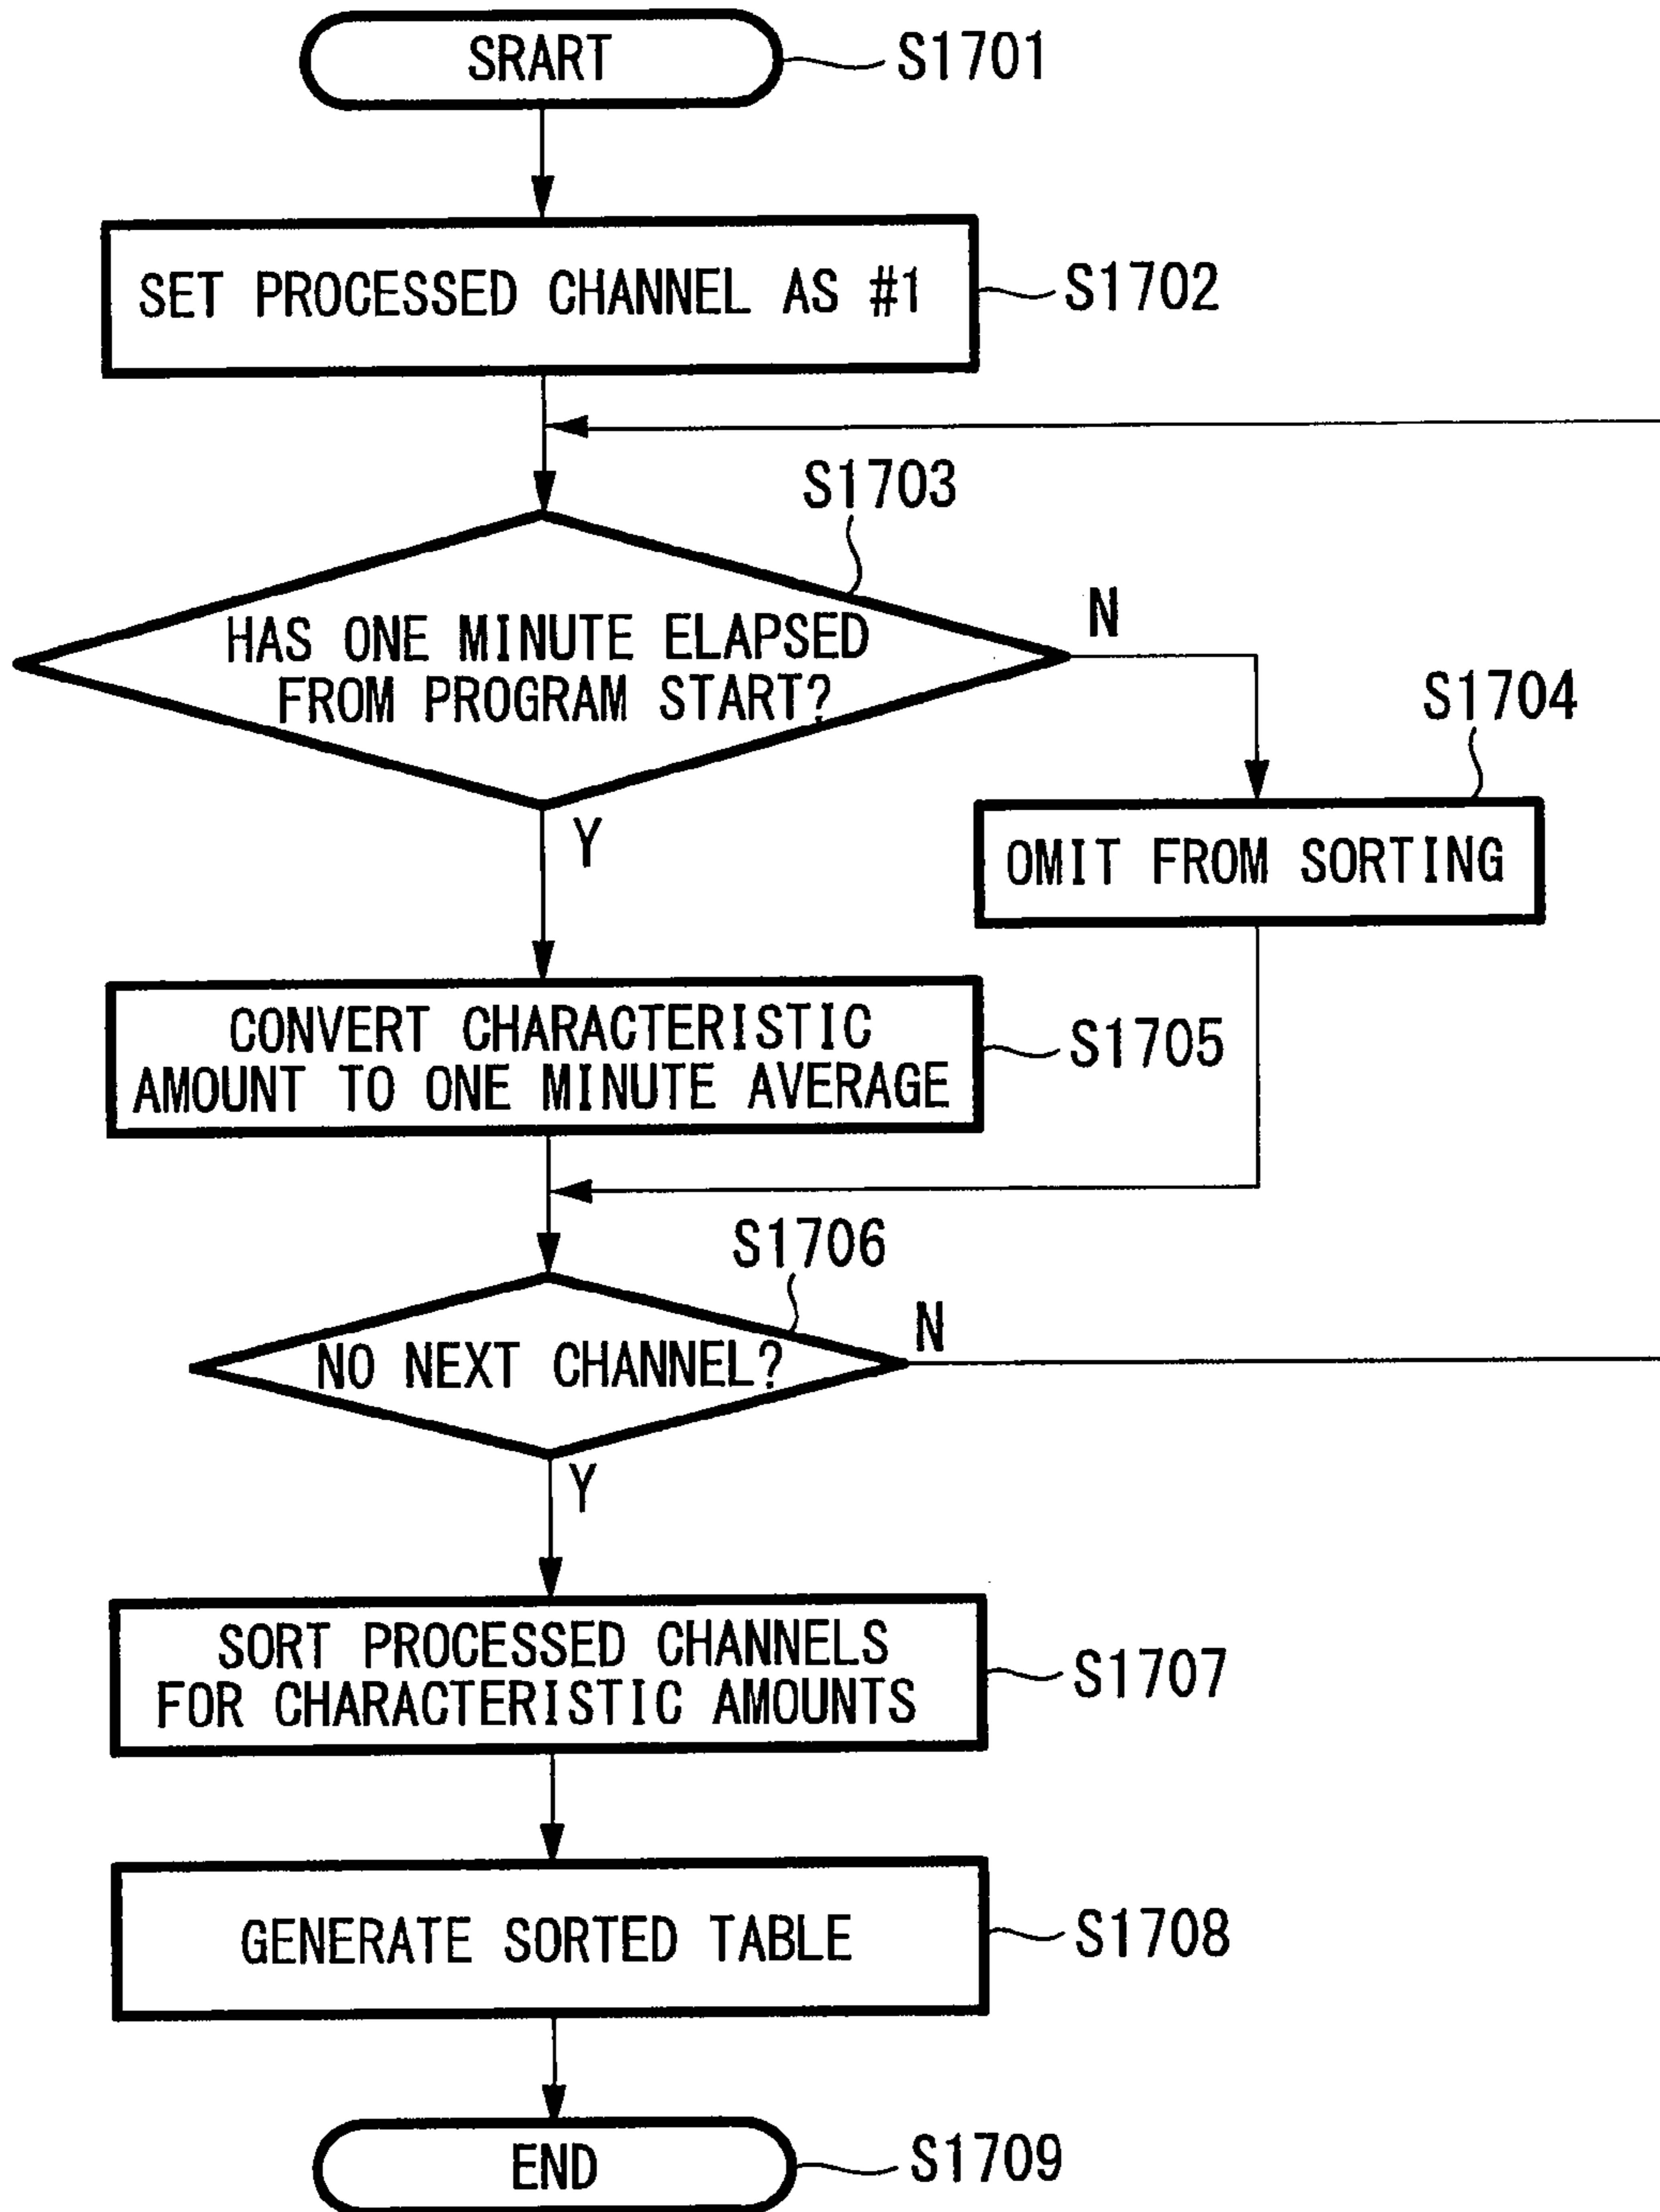 SRART
S1701
SET PROCESSED CHANNEL AS #1
S1702
S1703
HAS ONE MINUTE ELAPSED
FROM PROGRAM START?
N
Y
S1704
OMIT FROM SORTING
CONVERT CHARACTERISTIC
AMOUNT TO ONE MINUTE AVERAGE
S1705
S1706
NO NEXT CHANNEL?
N
Y
SORT PROCESSED CHANNELS
FOR CHARACTERISTIC AMOUNTS
S1707
GENERATE SORTED TABLE
S1708
END
S1709